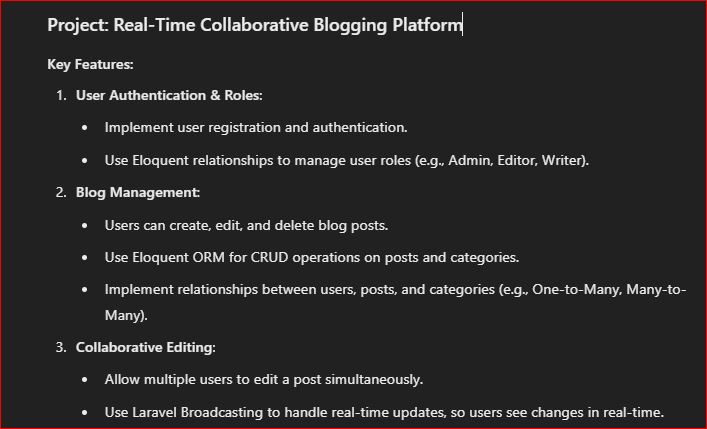 Project: Real-Time Collaborative Blogging Platform
Key Features:
1. User Authentication & Roles:
• Implement user registration and authentication.
• Use Eloquent relationships to manage user roles (e.g., Admin, Editor, Writer).
2. Blog Management:
• Users can create, edit, and delete blog posts.
• Use Eloquent ORM for CRUD operations on posts and categories.
• Implement relationships between users, posts, and categories (e.g., One-to-Many, Many-to-
Many).
3. Collaborative Editing:
• Allow multiple users to edit a post simultaneously.
• Use Laravel Broadcasting to handle real-time updates, so users see changes in real-time.